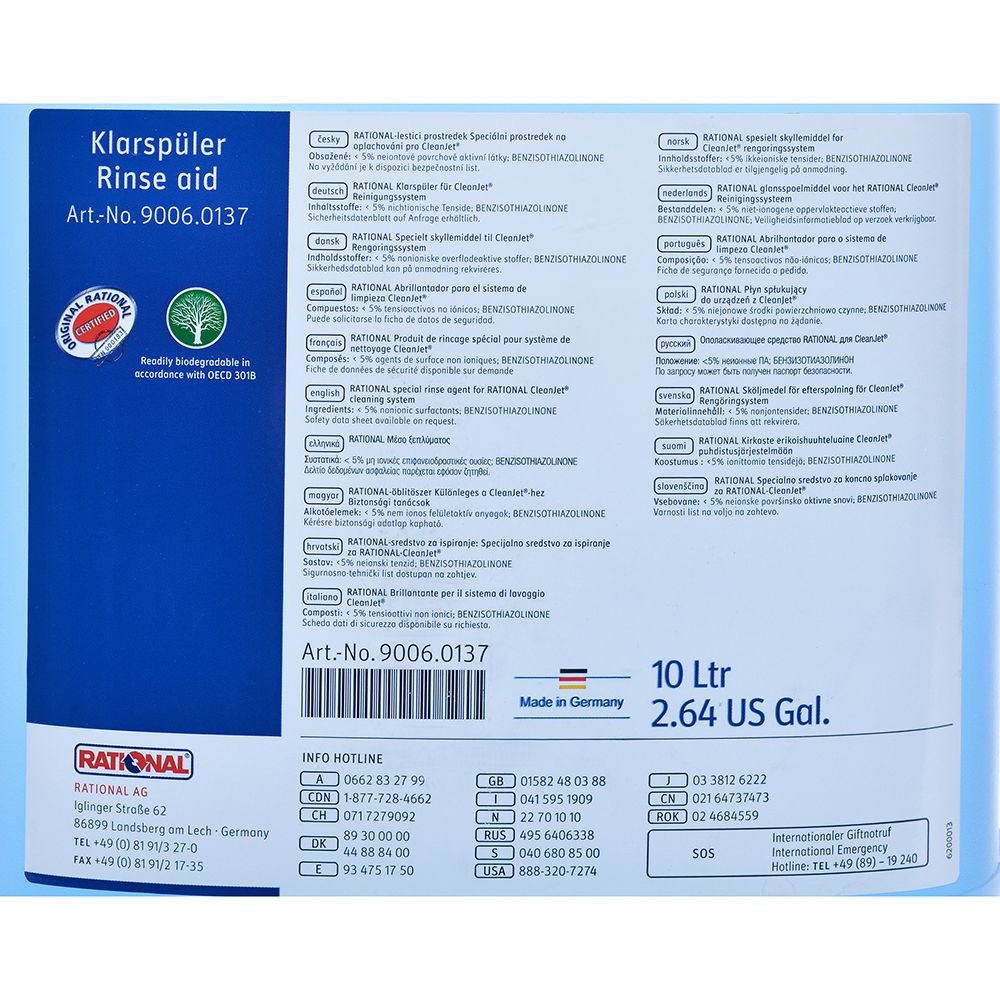 Klarspüler
Rinse aid
Art.-No. 9006.0137
ORIGINAL RATIONAL
CERTIFIED
Readily biodegradable in
accordance with OECD 301B
česky RATIONAL-lestici prostredek Speciální prostredek na
oplachování pro CleanJet®
Obsažené: < 5% neiontové povrchově aktivní látky; BENZISOTHIAZOLINONE
Na vyžádání je k dispozici bezpečnostní list.
deutsch RATIONAL Klarspüler für CleanJet®
Reinigungssystem
Inhaltsstoffe: < 5% nichtionische Tenside; BENZISOTHIAZOLINONE
Sicherheitsdatenblatt auf Anfrage erhältlich.
dansk RATIONAL Specielt skyllemiddel til CleanJet®
Rengøringssystem
Indholdsstoffer: < 5% nonioniske overfladeaktive stoffer; BENZISOTHIAZOLINONE
Sikkerhedsdatablad kan på anmodning rekvireres.
español RATIONAL Abrillantador para el sistema de
limpieza CleanJet®
Compuestos: < 5% tensioactivos no iónicos; BENZISOTHIAZOLINONE
Puede solicitarse la ficha de datos de seguridad.
français RATIONAL Produit de rincage spécial pour système de
nettoyage CleanJet®
Composés: < 5% agents de surface non ioniques; BENZISOTHIAZOLINONE
Fiche de données de sécurité disponible sur demande
english RATIONAL special rinse agent for RATIONAL CleanJet®
cleaning system
Ingredients: < 5% nonionic surfactants; BENZISOTHIAZOLINONE
Safety data sheet available on request.
ελληνικά RATIONAL Μέσο ξεπλύματος
Συστατικά: < 5% μη ιονικές επιφανειοδραστικές ουσίες; BENZISOTHIAZOLINONE
Δελτίο δεδομένων ασφαλείας παρέχεται εφόσον ζητηθεί.
magyar RATIONAL-öblitöszer Különleges a CleanJet®-hez
Biztonsági tanácsok
Alkotóelemek: < 5% nem ionos felületaktív anyagok; BENZISOTHIAZOLINONE
Kérésre biztonsági adatlap kapható.
hrvatski RATIONAL-sredstvo za ispiranje: Specijalno sredstvo za ispiranje
za RATIONAL-CleanJet®
Sastav: <5% neionski tenzid; BENZISOTHIAZOLINONE
Sigurnosno-tehnički list dostupan na zahtjev.
italiano RATIONAL Brillantante per il sistema di lavaggio
CleanJet®
Composti: < 5% tensioattivi non ionici; BENZISOTHIAZOLINONE
Scheda dati di sicurezza disponibile su richiesta.
norsk RATIONAL spesielt skyllemiddel for
CleanJet® rengoringssystem
Innholdsstoffer: <5% ikkeioniske tensider; BENZISOTHIAZOLINONE
Sikkerhetsdatablad er tilgjengelig på anmodning.
nederlands RATIONAL glansspoelmiddel voor het RATIONAL CleanJet®
Reinigingssysteem
Bestanddelen: < 5% niet-ionogene oppervlakteactieve stoffen;
BENZISOTHIAZOLINONE; Veiligheidsinformatieblad op verzoek verkrijgbaar.
português RATIONAL Abrilhantador para o sistema de
limpeza CleanJet®
Composição: < 5% tensoactivos não-iónicos; BENZISOTHIAZOLINONE
Ficha de segurança fornecida a pedido.
polski RATIONAL Płyn spłukujący
do urządzeń z CleanJet®
Skład: < 5% niejonowe środki powierzchniowo czynne; BENZISOTHIAZOLINONE
Karta charakterystyki dostępna na żądanie.
русский Ополаскивающее средство RATIONAL для CleanJet®
Положение: <5% неионные ПА; БЕНЗИЗОТИАЗОЛИНОН
По запросу может быть получен паспорт безопасности.
svenska RATIONAL Sköljmedel för efterspolning för CleanJet®
Rengöringsystem
Materialinnehåll: < 5% nonjontensider; BENZISOTHIAZOLINONE
Säkerhetsdatablad finns att rekvirera.
suomi RATIONAL Kirkaste erikoishuuhteluaine CleanJet®
puhdistusjärjestelmään
Koostumus : <5% ionittomia tensidejä; BENZISOTHIAZOLINONE
slovenščina RATIONAL Specialno sredstvo za koncno splakovanje
za RATIONAL-CleanJet®
Vsebovane: < 5% neionske površinsko aktivne snovi; BENZISOTHIAZOLINONE
Varnosti list na voljo na zahtevo.
Art.-No. 9006.0137
Made in Germany
10 Ltr
2.64 US Gal.
RATIONAL
RATIONAL AG
Iglinger Straße 62
86899 Landsberg am Lech · Germany
TEL +49 (0) 81 91/3 27-0
FAX +49 (0) 81 91/2 17-35
INFO HOTLINE
A 0662 83 27 99
CDN 1-877-728-4662
CH 071 7279092
DK 89 30 00 00
44 88 84 00
E 93 475 17 50
GB 01582 48 03 88
I 041 595 1909
N 22 70 10 10
RUS 495 6406338
S 040 680 85 00
USA 888-320-7274
J 03 3812 6222
CN 021 64737473
ROK 02 4684559
SOS
Internationaler Giftnotruf
International Emergency
Hotline: TEL +49 (89) - 19 240
6200013